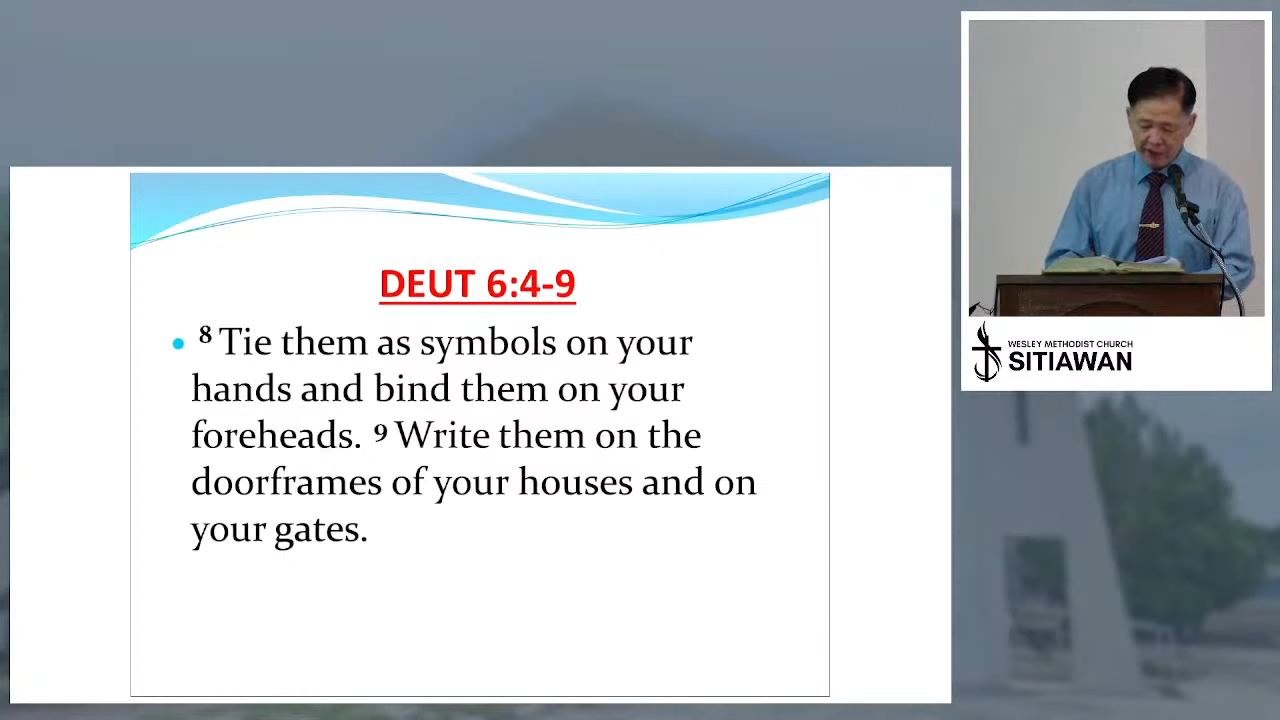 DEUT 6:4-9
• ⁸ Tie them as symbols on your
hands and bind them on your
foreheads. ⁹ Write them on the
doorframes of your houses and on
your gates.
WESLEY METHODIST CHURCH
SITIAWAN